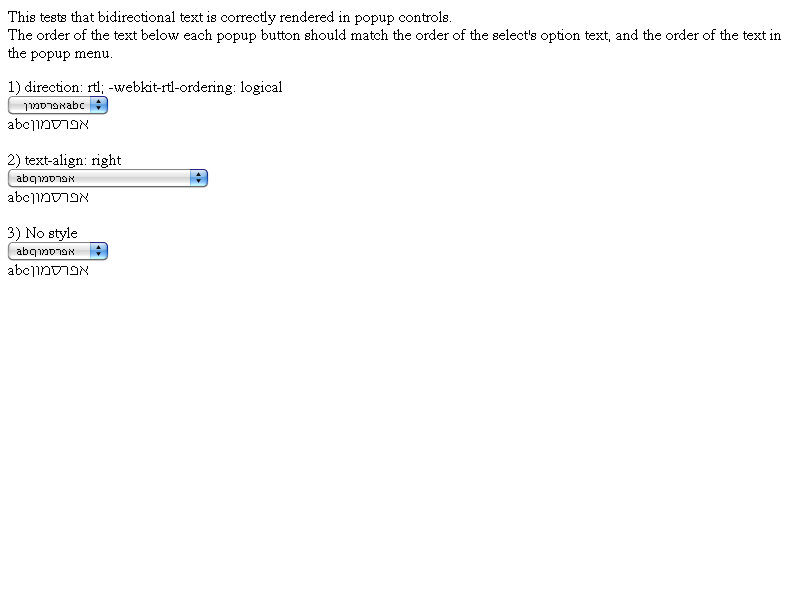 This tests that bidirectional text is correctly rendered in popup controls.
The order of the text below each popup button should match the order of the select's option text, and the order of the text in
the popup menu.
1) direction: rtl; -webkit-rtl-ordering: logical
abcאפרסמון
abcאפרסמון
2) text-align: right
abcאפרסמון
abcאפרסמון
3) No style
abcאפרסמון
abcאפרסמון